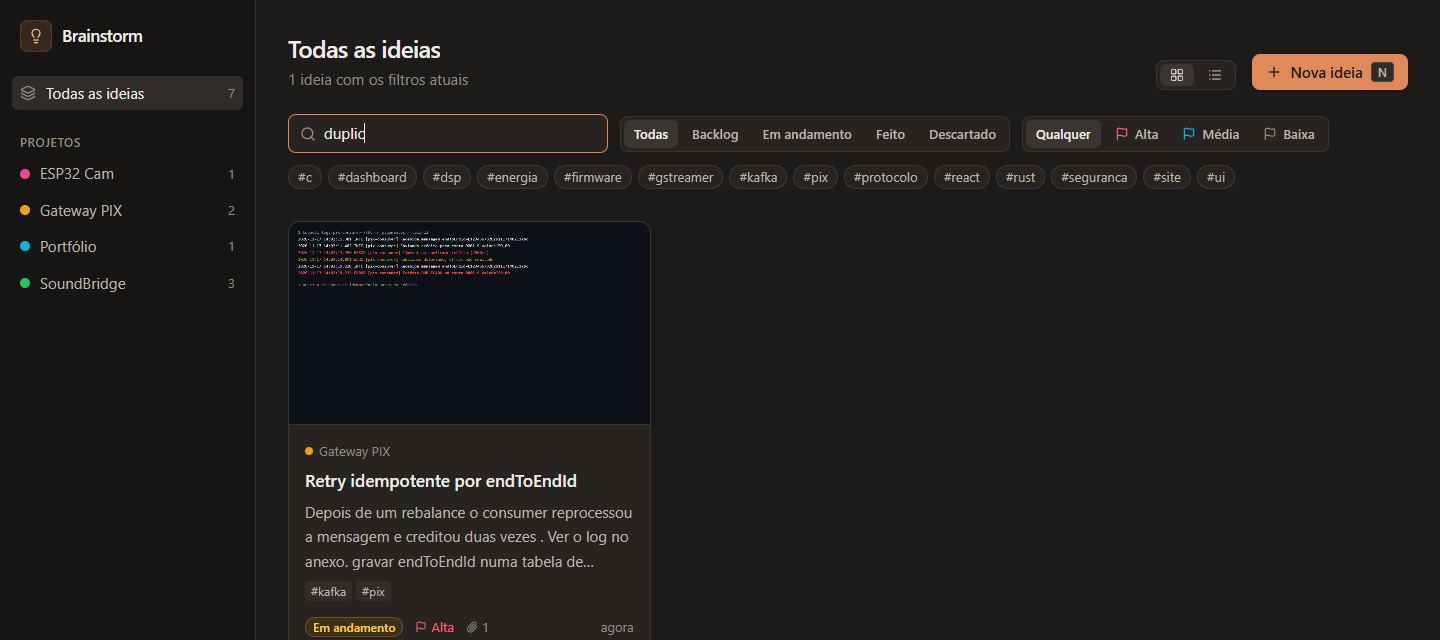 Brainstorm
Todas as ideias 7
PROJETOS
ESP32 Cam 1
Gateway PIX 2
Portfólio 1
SoundBridge 3
Todas as ideias
1 ideia com os filtros atuais
Nova ideia N
duplic
Todas Backlog Em andamento Feito Descartado
Qualquer Alta Média Baixa
#c #dashboard #dsp #energia #firmware #gstreamer #kafka #pix #protocolo #react #rust #seguranca #site #ui
Gateway PIX
Retry idempotente por endToEndId
Depois de um rebalance o consumer reprocessou
a mensagem e creditou duas vezes . Ver o log no
anexo. gravar endToEndId numa tabela de...
#kafka #pix
Em andamento Alta 1 agora